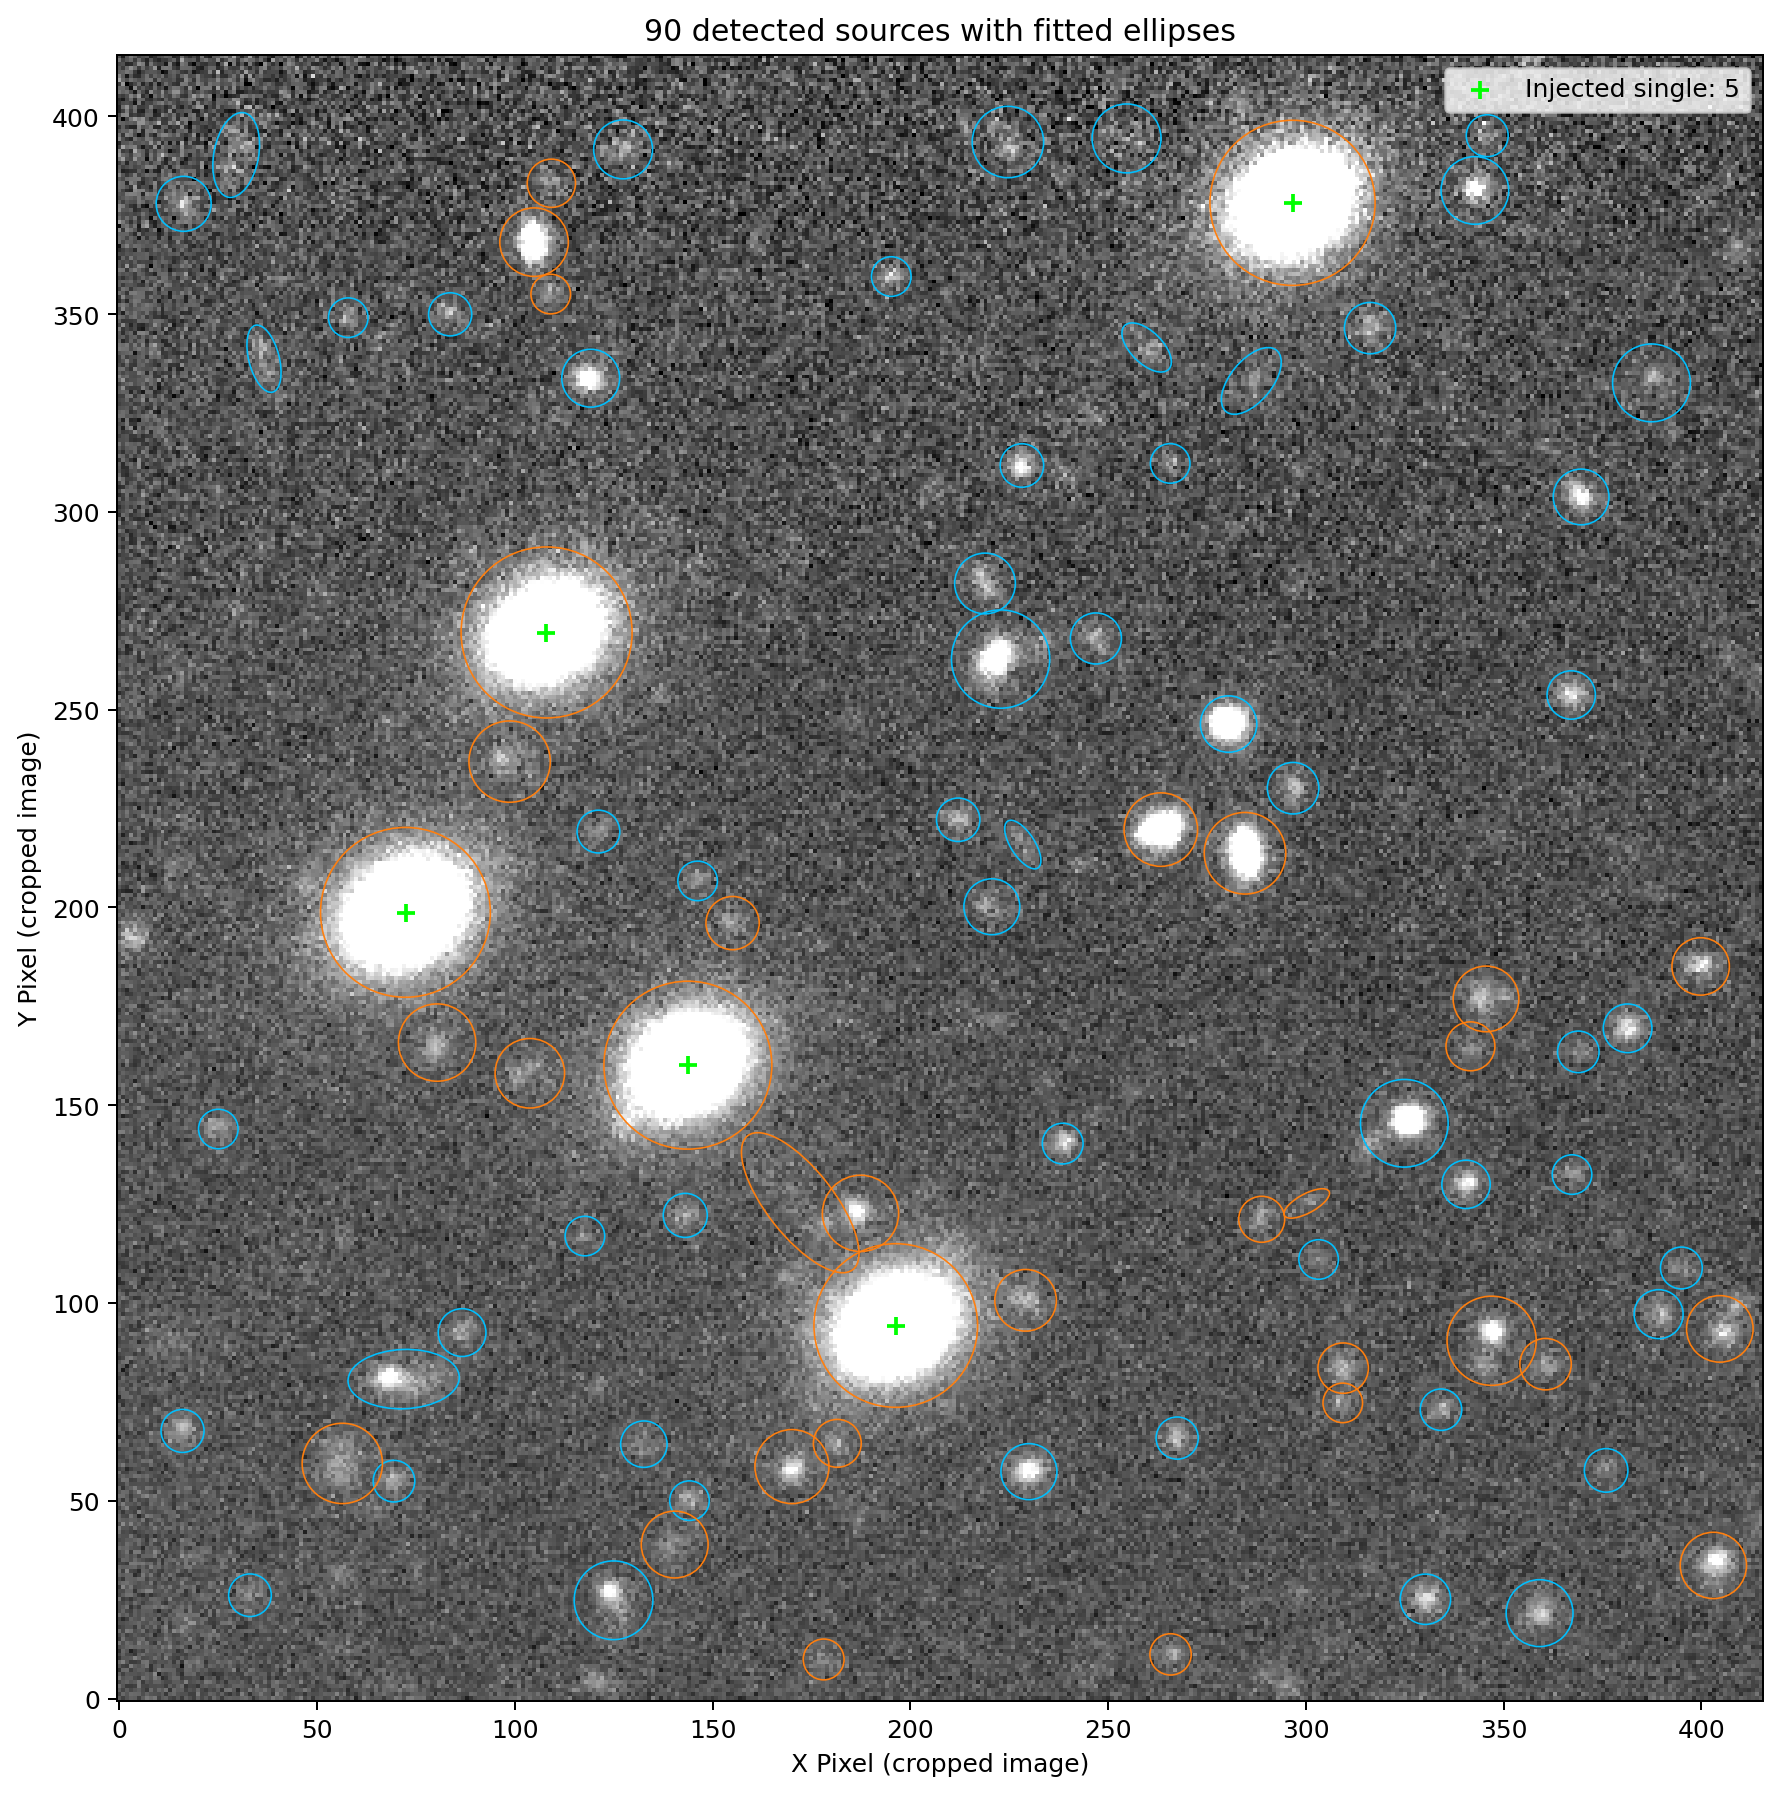 90 detected sources with fitted ellipses
Injected single: 5
400
350
300
250
200
150
100
50
0
Y Pixel (cropped image)
0 50 100 150 200 250 300 350 400
X Pixel (cropped image)